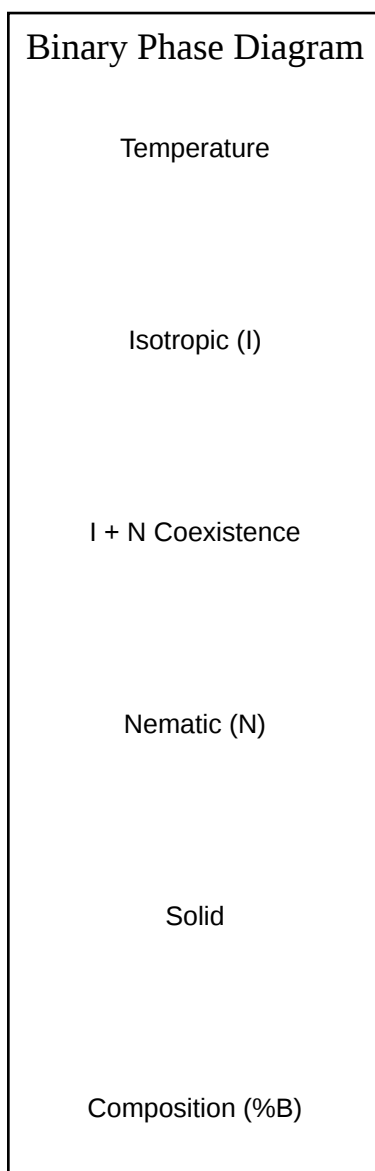 Binary Phase Diagram
Temperature
Isotropic (I)
I + N Coexistence
Nematic (N)
Solid
Composition (%B)